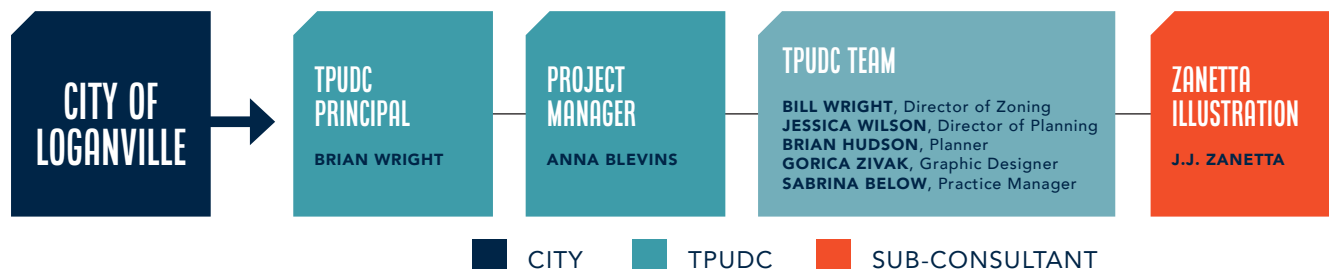 CITY OF
LOGANVILLE
TPUDC
PRINCIPAL
BRIAN WRIGHT
PROJECT
MANAGER
ANNA BLEVINS
TPUDC TEAM
BILL WRIGHT, Director of Zoning
JESSICA WILSON, Director of Planning
BRIAN HUDSON, Planner
GORICA ZIVAK, Graphic Designer
SABRINA BELOW, Practice Manager
ZANETTA
ILLUSTRATION
J.J. ZANETTA
CITY
TPUDC
SUB-CONSULTANT